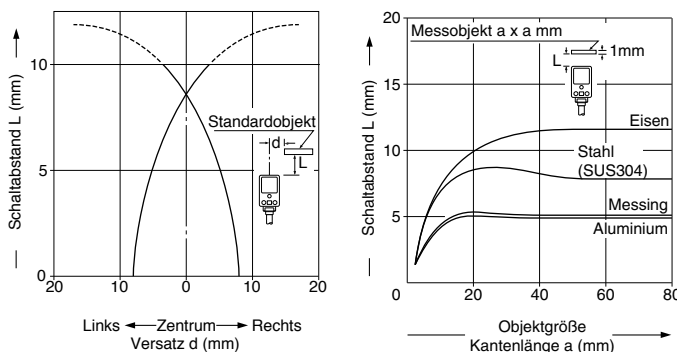 Schaltabstand L (mm)
10
5
0
Standardobjekt
d
L
20
10
0
10
20
Links
Zentrum
Rechts
Versatz d (mm)
Schaltabstand L (mm)
20
15
10
5
0
Messobjekt a x a mm
1mm
L
Eisen
Stahl
(SUS304)
Messing
Aluminium
20
40
60
80
Objektgröße
Kantenlänge a (mm)